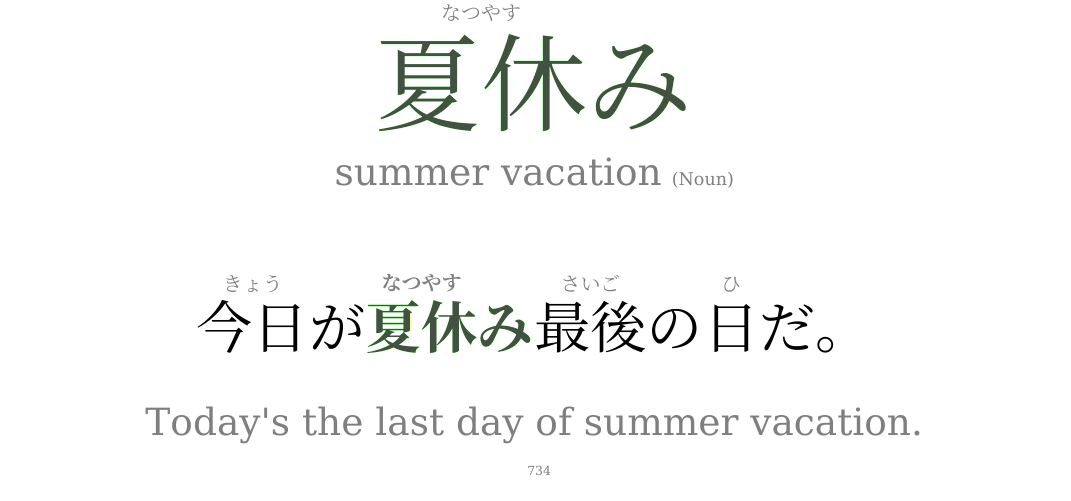 なつやす
夏休み
summer vacation (Noun)
きょう なつやす さいご ひ
今日が夏休み最後の日だ。
Today's the last day of summer vacation.
734